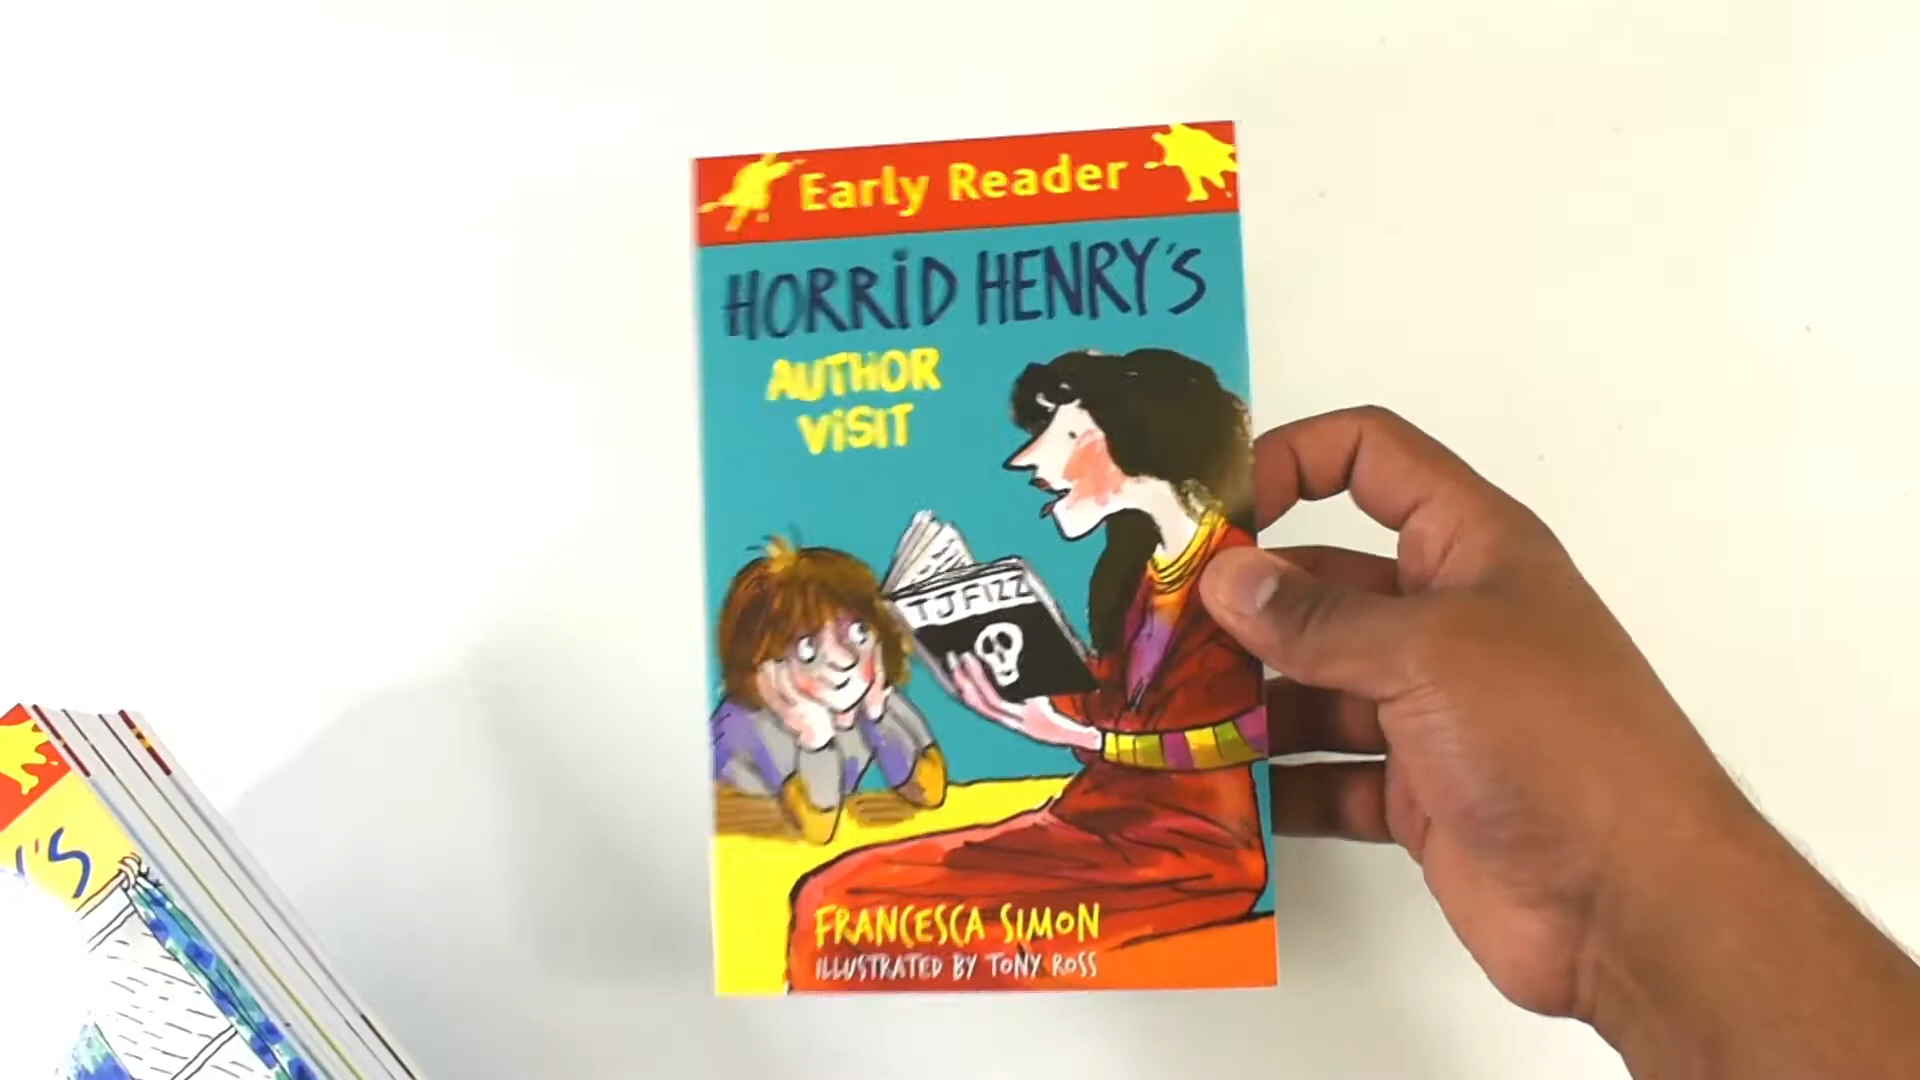 Early Reader
HORRiD HENRY'S
AUTHOR
ViSiT
TJ FIZZ
FRANCESCA SIMON
ILLUSTRATED BY TONY ROSS
'S